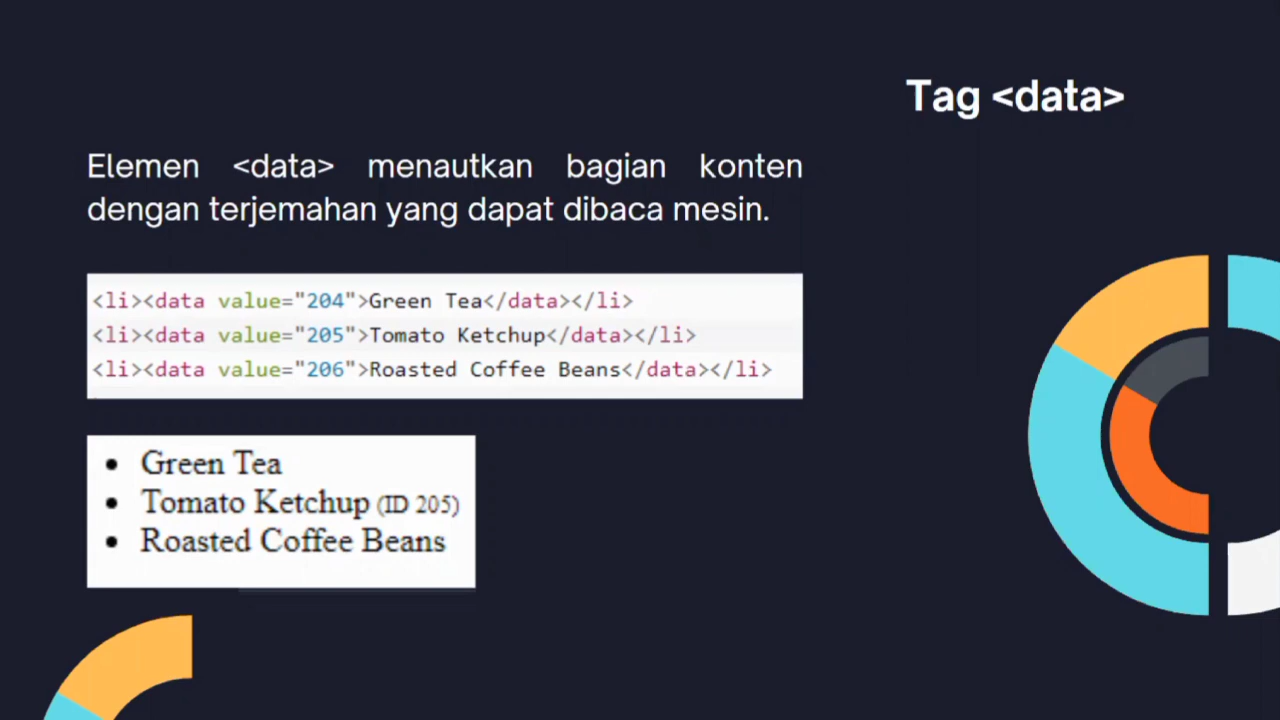 Tag <data>
Elemen <data> menautkan bagian konten
dengan terjemahan yang dapat dibaca mesin.
<li><data value="204">Green Tea</data></li>
<li><data value="205">Tomato Ketchup</data></li>
<li><data value="206">Roasted Coffee Beans</data></li>
• Green Tea
• Tomato Ketchup (ID 205)
• Roasted Coffee Beans